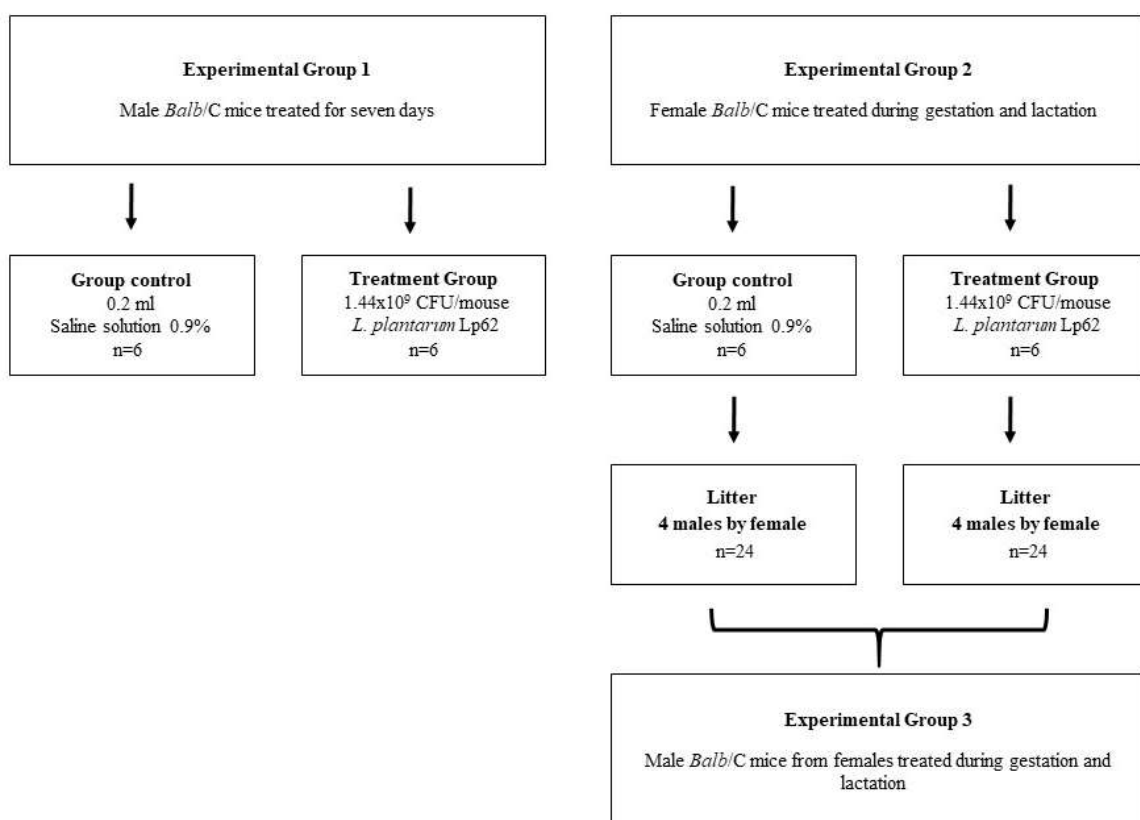 Experimental Group 1
Male Balb/C mice treated for seven days
Experimental Group 2
Female Balb/C mice treated during gestation and lactation
Group control
0.2 ml
Saline solution 0.9%
n=6
Treatment Group
1.44x10⁹ CFU/mouse
L. plantarum Lp62
n=6
Group control
0.2 ml
Saline solution 0.9%
n=6
Treatment Group
1.44x10⁹ CFU/mouse
L. plantarum Lp62
n=6
Litter
4 males by female
n=24
Litter
4 males by female
n=24
Experimental Group 3
Male Balb/C mice from females treated during gestation and
lactation